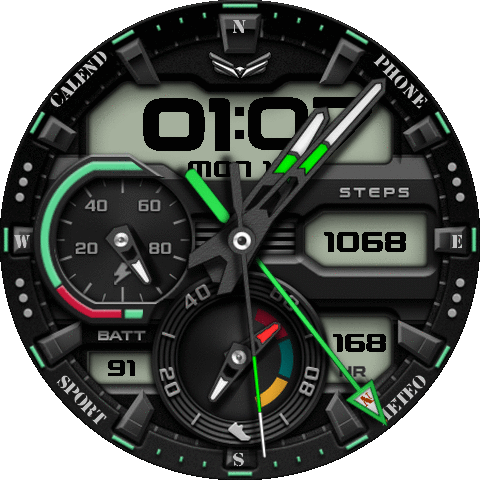 N
CALEND
PHONE
01:0
MON 1
STEPS
40 60
20 80
W
1068
E
40
20 80
BATT
91
168
SPORT
N
METEO
S